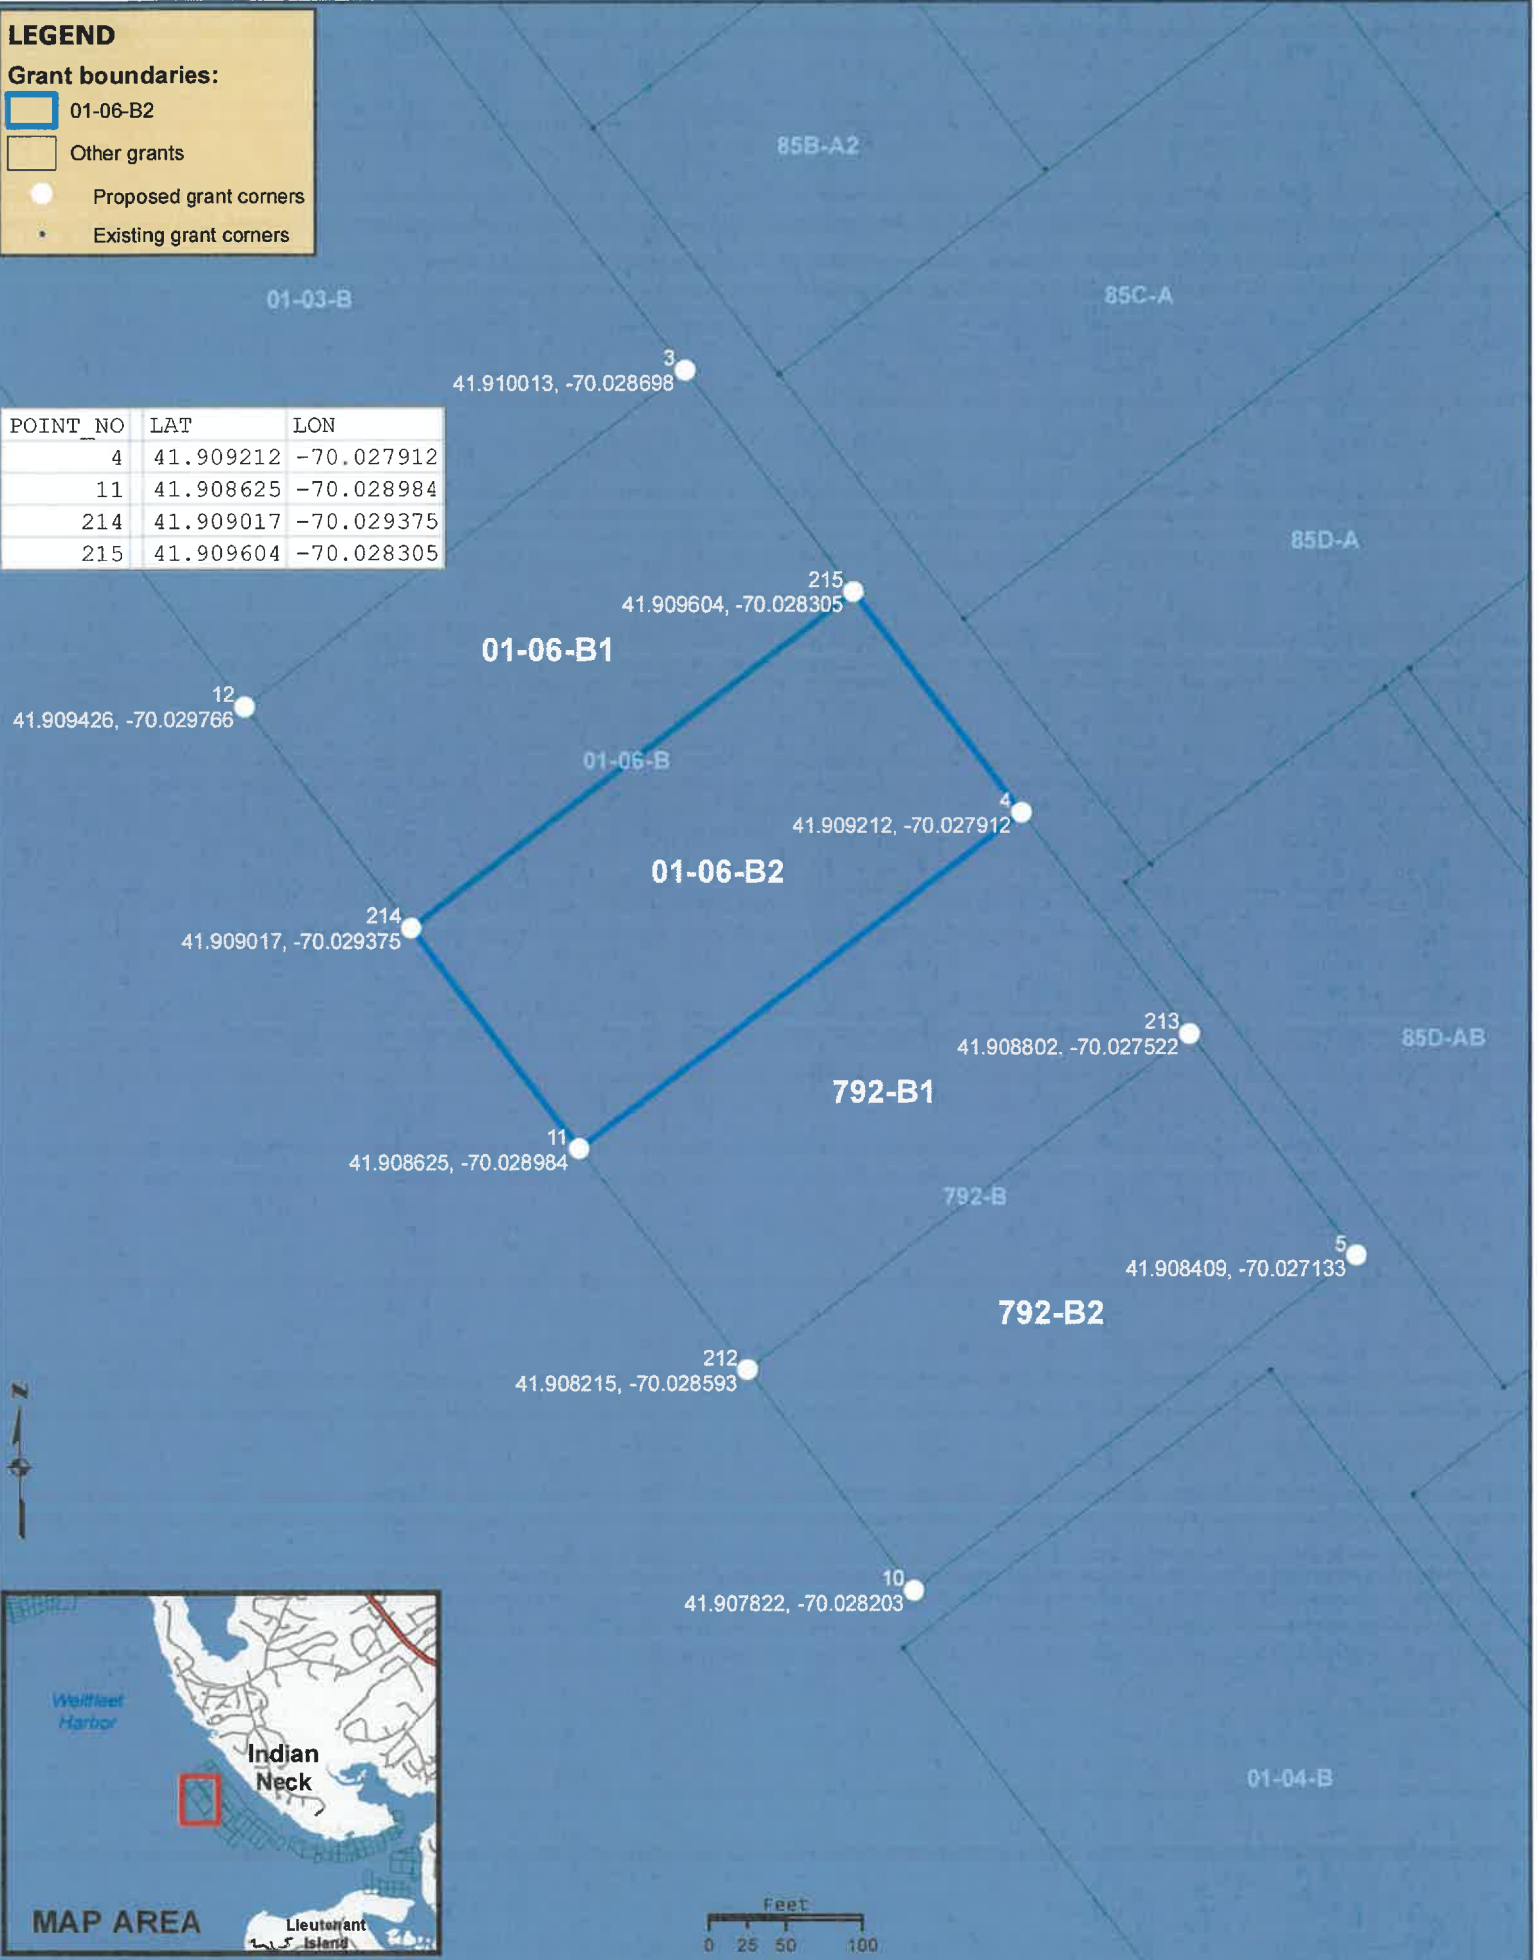 LEGEND
Grant boundaries:
01-06-B2
Other grants
Proposed grant corners
Existing grant corners
85B-A2
01-03-B
85C-A
3
41.910013, -70.028698
POINT_NO LAT LON
4 41.909212 -70.027912
11 41.908625 -70.028984
214 41.909017 -70.029375
215 41.909604 -70.028305
85D-A
215
41.909604, -70.028305
01-06-B1
12
41.909426, -70.029766
01-06-B
4
41.909212, -70.027912
01-06-B2
214
41.909017, -70.029375
213
41.908802. -70.027522
85D-AB
792-B1
11
41.908625, -70.028984
792-B
5
41.908409, -70.027133
792-B2
212
41.908215, -70.028593
N
10
41.907822, -70.028203
Wellfleet
Harbor
Indian
Neck
01-04-B
MAP AREA
Lieutenant
Island
Feet
0 25 50 100